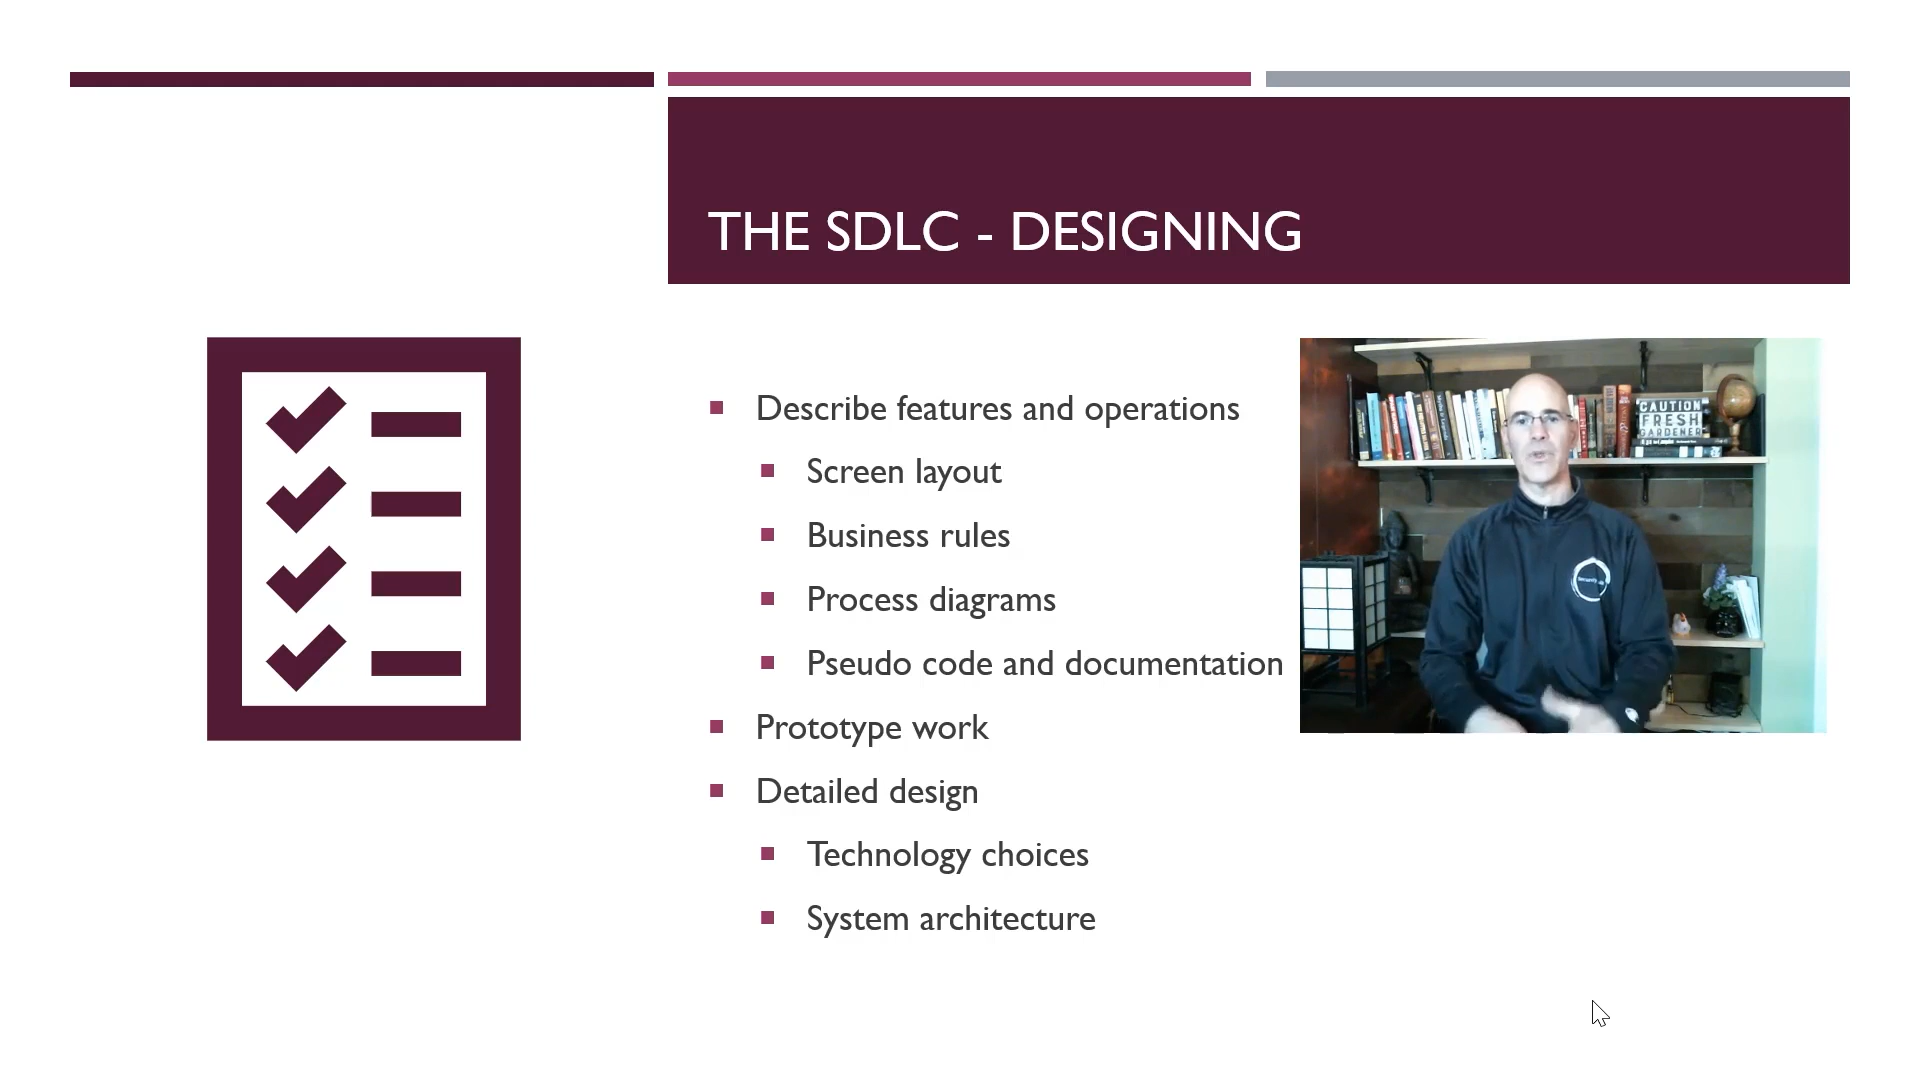 THE SDLC - DESIGNING
Describe features and operations
Screen layout
Business rules
Process diagrams
Pseudo code and documentation
Prototype work
Detailed design
Technology choices
System architecture
CAUTION
FRESH
GARDENER